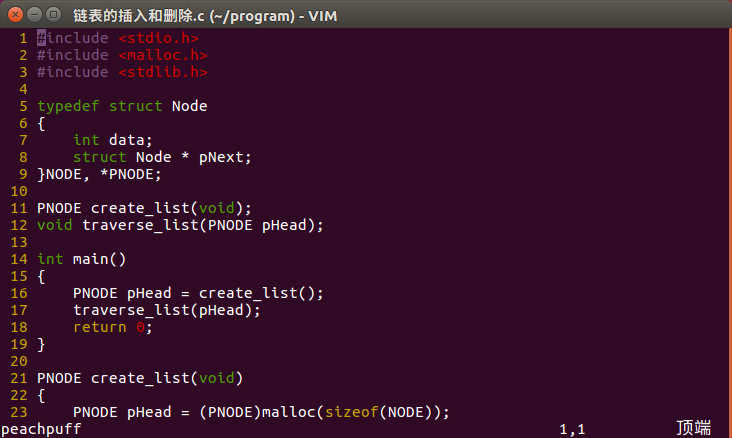 链表的插入和删除.c (~/program) - VIM
1 #include <stdio.h>
2 #include <malloc.h>
3 #include <stdlib.h>
4
5 typedef struct Node
6 {
7     int data;
8     struct Node * pNext;
9 }NODE, *PNODE;
10
11 PNODE create_list(void);
12 void traverse_list(PNODE pHead);
13
14 int main()
15 {
16     PNODE pHead = create_list();
17     traverse_list(pHead);
18     return 0;
19 }
20
21 PNODE create_list(void)
22 {
23     PNODE pHead = (PNODE)malloc(sizeof(NODE));
peachpuff 1,1 顶端